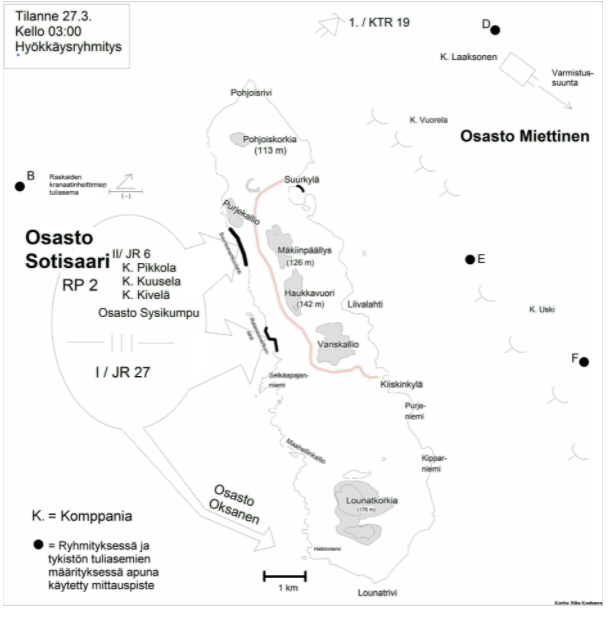 Tilanne 27.3.
Kello 03:00
Hyökkäysryhmitys
1. / KTR 19
D
K. Laaksonen
Varmistus-
suunta
Pohjoisrivi
K. Vuorela
Osasto Miettinen
Pohjoiskorkia
(113 m)
B
Raskaiden
kranaatinheittimien
tuliasema
( - )
Suurkylä
Purjekallio
Osasto
Sotisaari
RP 2
II/ JR 6
K. Pikkola
K. Kuusela
K. Kivelä
Osasto Sysikumpu
I / JR 27
Mäkiinpäällys
(126 m)
E
Haukkavuori
(142 m)
Liivalahti
K. Uski
Variskallio
F
Selkäapajan-
niemi
Kiiskinkylä
Purje-
niemi
Maahellinkallio
Kippar-
niemi
Osasto
Oksanen
Lounatkorkia
(176 m)
K. = Komppania
= Ryhmityksessä ja
tykistön tuliasemien
määrityksessä apuna
käytetty mittauspiste
1 km
Lounatrivi